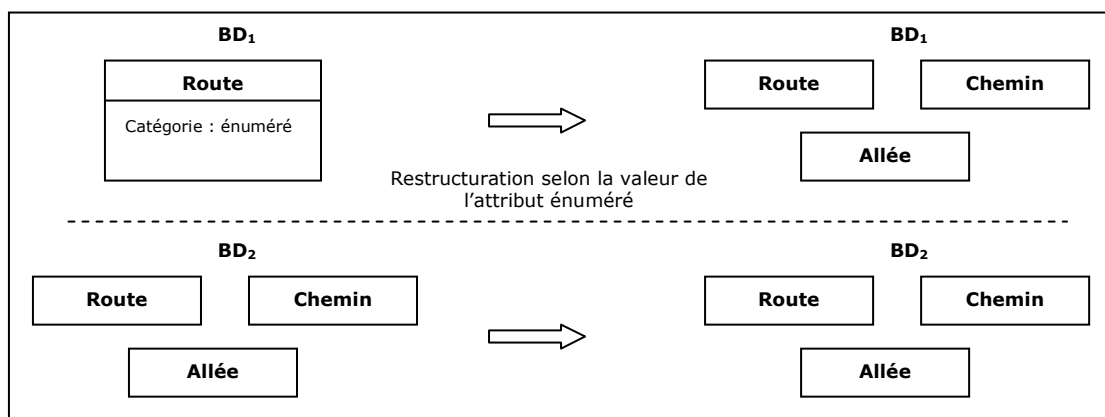 BD₁
Route
Catégorie : énuméré
BD₁
Route
Chemin
Allée
Restructuration selon la valeur de
l’attribut énuméré
BD₂
Route
Chemin
Allée
BD₂
Route
Chemin
Allée